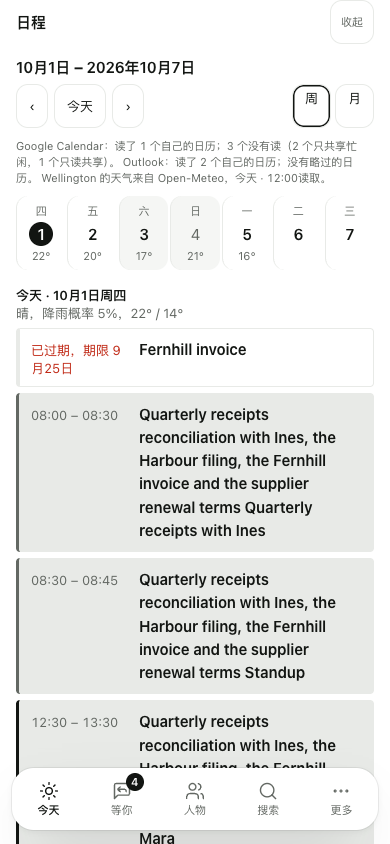 日程
收起
10月1日 – 2026年10月7日
‹ 今天 › 周 月
Google Calendar：读了 1 个自己的日历；3 个没有读（2 个只共享忙
闲，1 个只读共享）。 Outlook：读了 2 个自己的日历；没有略过的日
历。 Wellington 的天气来自 Open-Meteo，今天 · 12:00读取。
四 五 六 日 一 二 三
1 2 3 4 5 6 7
22° 20° 17° 21° 16°
今天 · 10月1日周四
晴，降雨概率 5%，22° / 14°
已过期，期限 9
月25日
Fernhill invoice
08:00 – 08:30
Quarterly receipts
reconciliation with Ines, the
Harbour filing, the Fernhill
invoice and the supplier
renewal terms Quarterly
receipts with Ines
08:30 – 08:45
Quarterly receipts
reconciliation with Ines, the
Harbour filing, the Fernhill
invoice and the supplier
renewal terms Standup
12:30 – 13:30
Quarterly receipts
reconciliation with Ines, the
Harbour filing, the Fernhill
4
今天 等你 人物 搜索 更多
Mara